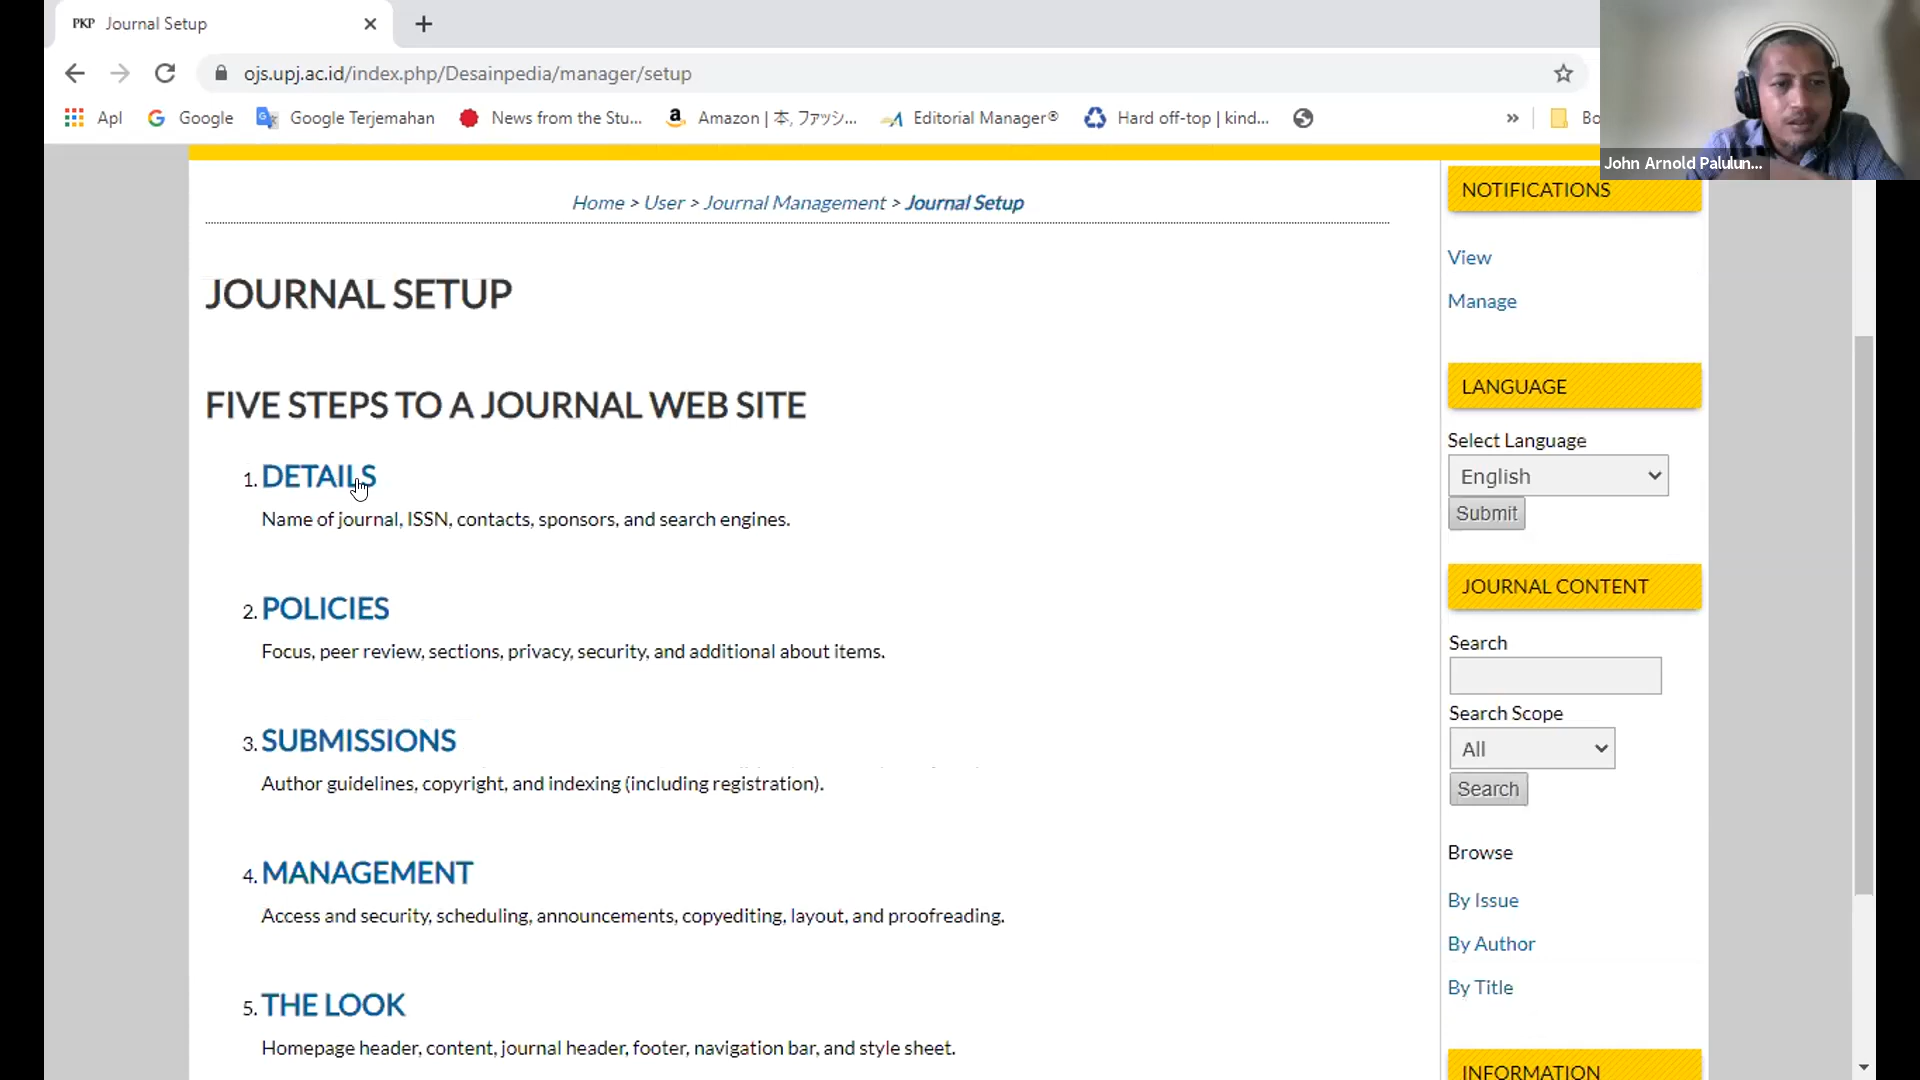 PKP Journal Setup
ojs.upj.ac.id/index.php/Desainpedia/manager/setup
Apl
Google
Google Terjemahan
News from the Stu...
Amazon | 本, ファッシ...
Editorial Manager®
Hard off-top | kind...
»
Bo
John Arnold Palulun...
Home > User > Journal Management > Journal Setup
JOURNAL SETUP
FIVE STEPS TO A JOURNAL WEB SITE
1. DETAILS
Name of journal, ISSN, contacts, sponsors, and search engines.
2. POLICIES
Focus, peer review, sections, privacy, security, and additional about items.
3. SUBMISSIONS
Author guidelines, copyright, and indexing (including registration).
4. MANAGEMENT
Access and security, scheduling, announcements, copyediting, layout, and proofreading.
5. THE LOOK
Homepage header, content, journal header, footer, navigation bar, and style sheet.
NOTIFICATIONS
View
Manage
LANGUAGE
Select Language
English
Submit
JOURNAL CONTENT
Search
Search Scope
All
Search
Browse
By Issue
By Author
By Title
INFORMATION